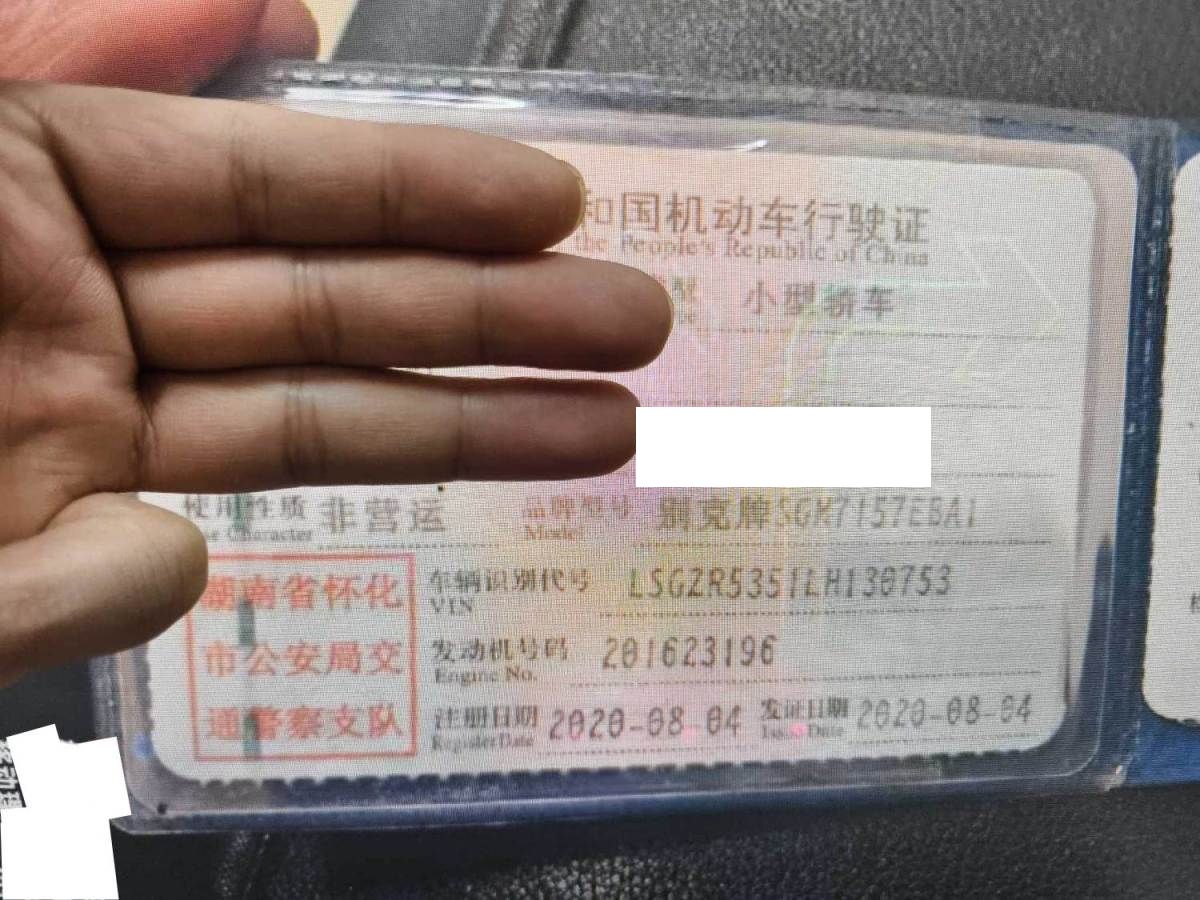 和国机动车行驶证
the People's Republic of China
型 小型轿车
使用性质 非营运 品牌型号 别克牌SGM7157EBA1
Character Model
湖南省怀化
市公安局交
通警察支队
车辆识别代号 LSGZR5351LH130753
VIN
发动机号码 201623196
Engine No.
注册日期 2020-08-04 发证日期 2020-08-04
Register Date Issue Date